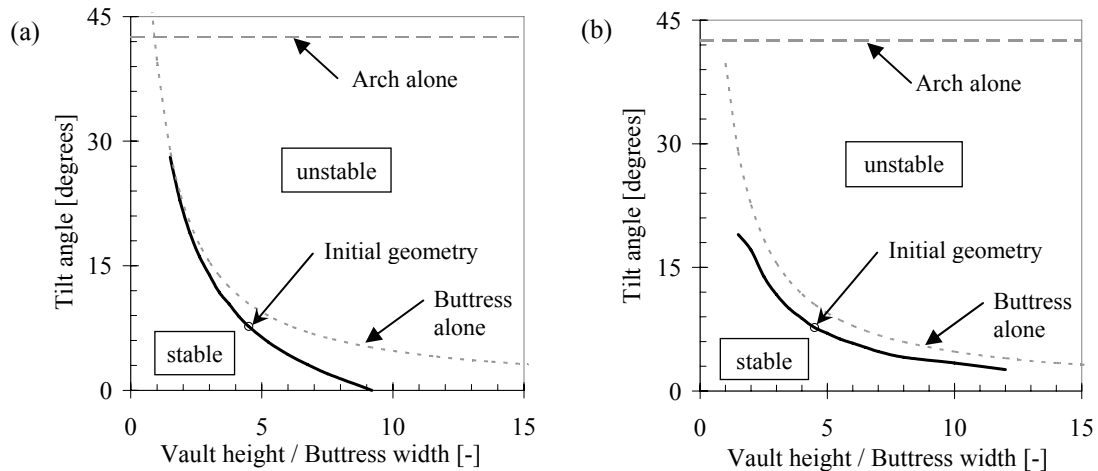 (a)
45
30
15
0
Tilt angle [degrees]
Arch alone
unstable
Initial geometry
Buttress
alone
stable
0 5 10 15
Vault height / Buttress width [-]
(b)
45
30
15
0
Tilt angle [degrees]
Arch alone
unstable
Initial geometry
Buttress
alone
stable
0 5 10 15
Vault height / Buttress width [-]